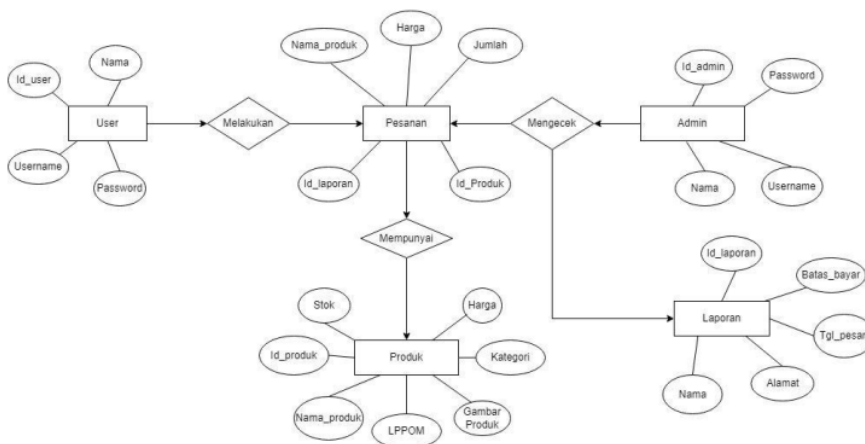 Harga
Nama_produk
Jumlah
Nama
Id_user
Id_admin
Password
User
Melakukan
Pesanan
Mengecek
Admin
Username
Password
Id_laporan
Id_Produk
Nama
Username
Mempunyai
Id_laporan
Batas_bayar
Stok
Harga
Laporan
Tgl_pesan
Id_produk
Produk
Kategori
Nama
Alamat
Nama_produk
LPPOM
Gambar
Produk